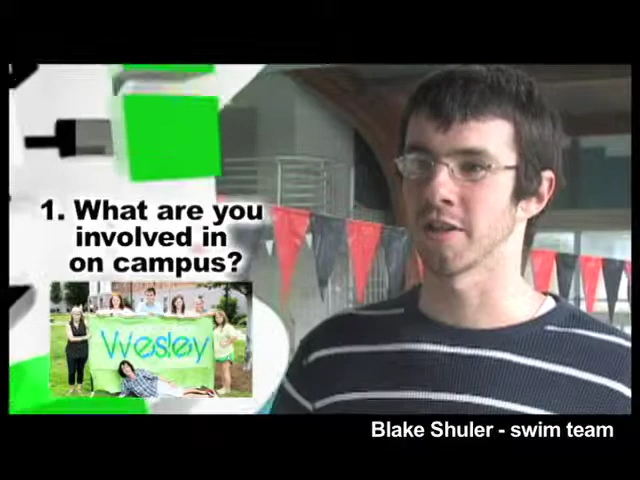 1. What are you
involved in
on campus?
Wesley
Blake Shuler - swim team